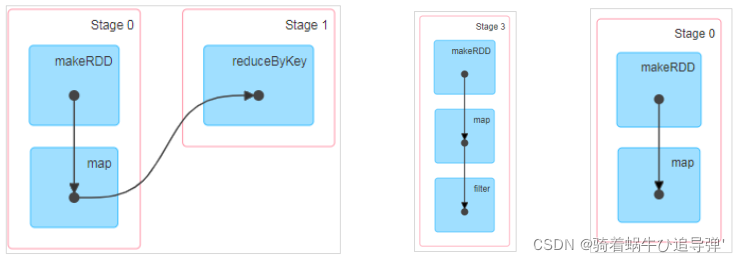 Stage 0
makeRDD
map
Stage 1
reduceByKey
Stage 3
makeRDD
map
filter
Stage 0
makeRDD
map
CSDN @骑着蜗牛ひ追导弹'